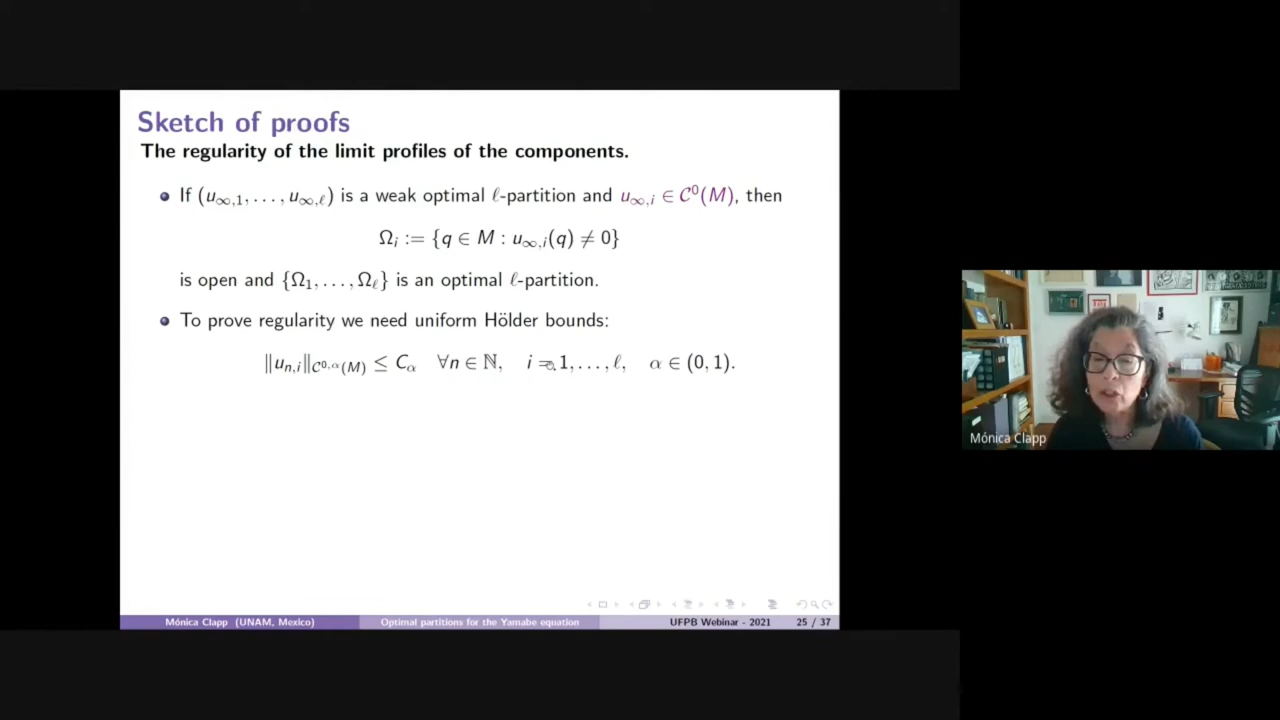 Sketch of proofs
The regularity of the limit profiles of the components.
If (u∞,1, . . . , u∞,ℓ) is a weak optimal ℓ-partition and u∞,i ∈ C⁰(M), then
Ωᵢ := {q ∈ M : u∞,i(q) ≠ 0}
is open and {Ω₁, . . . , Ωℓ} is an optimal ℓ-partition.
To prove regularity we need uniform Hölder bounds:
‖uₙ,ᵢ‖C⁰,α(M) ≤ Cα ∀n ∈ ℕ, i = 1, . . . , ℓ, α ∈ (0, 1).
Mónica Clapp
Mónica Clapp (UNAM, Mexico) Optimal partitions for the Yamabe equation UFPB Webinar - 2021 25 / 37